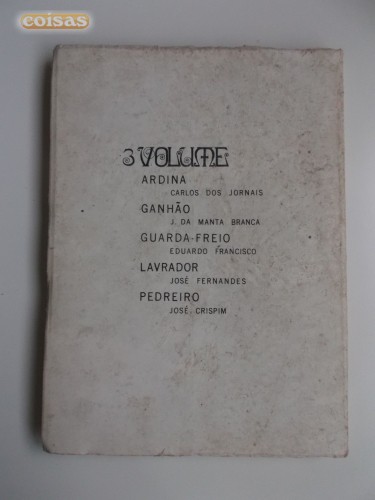 coisas
3 VOLUME
ARDINA
CARLOS DOS JORNAIS
GANHÃO
J. DA MANTA BRANCA
GUARDA-FREIO
EDUARDO FRANCISCO
LAVRADOR
JOSÉ FERNANDES
PEDREIRO
JOSÉ CRISPIM